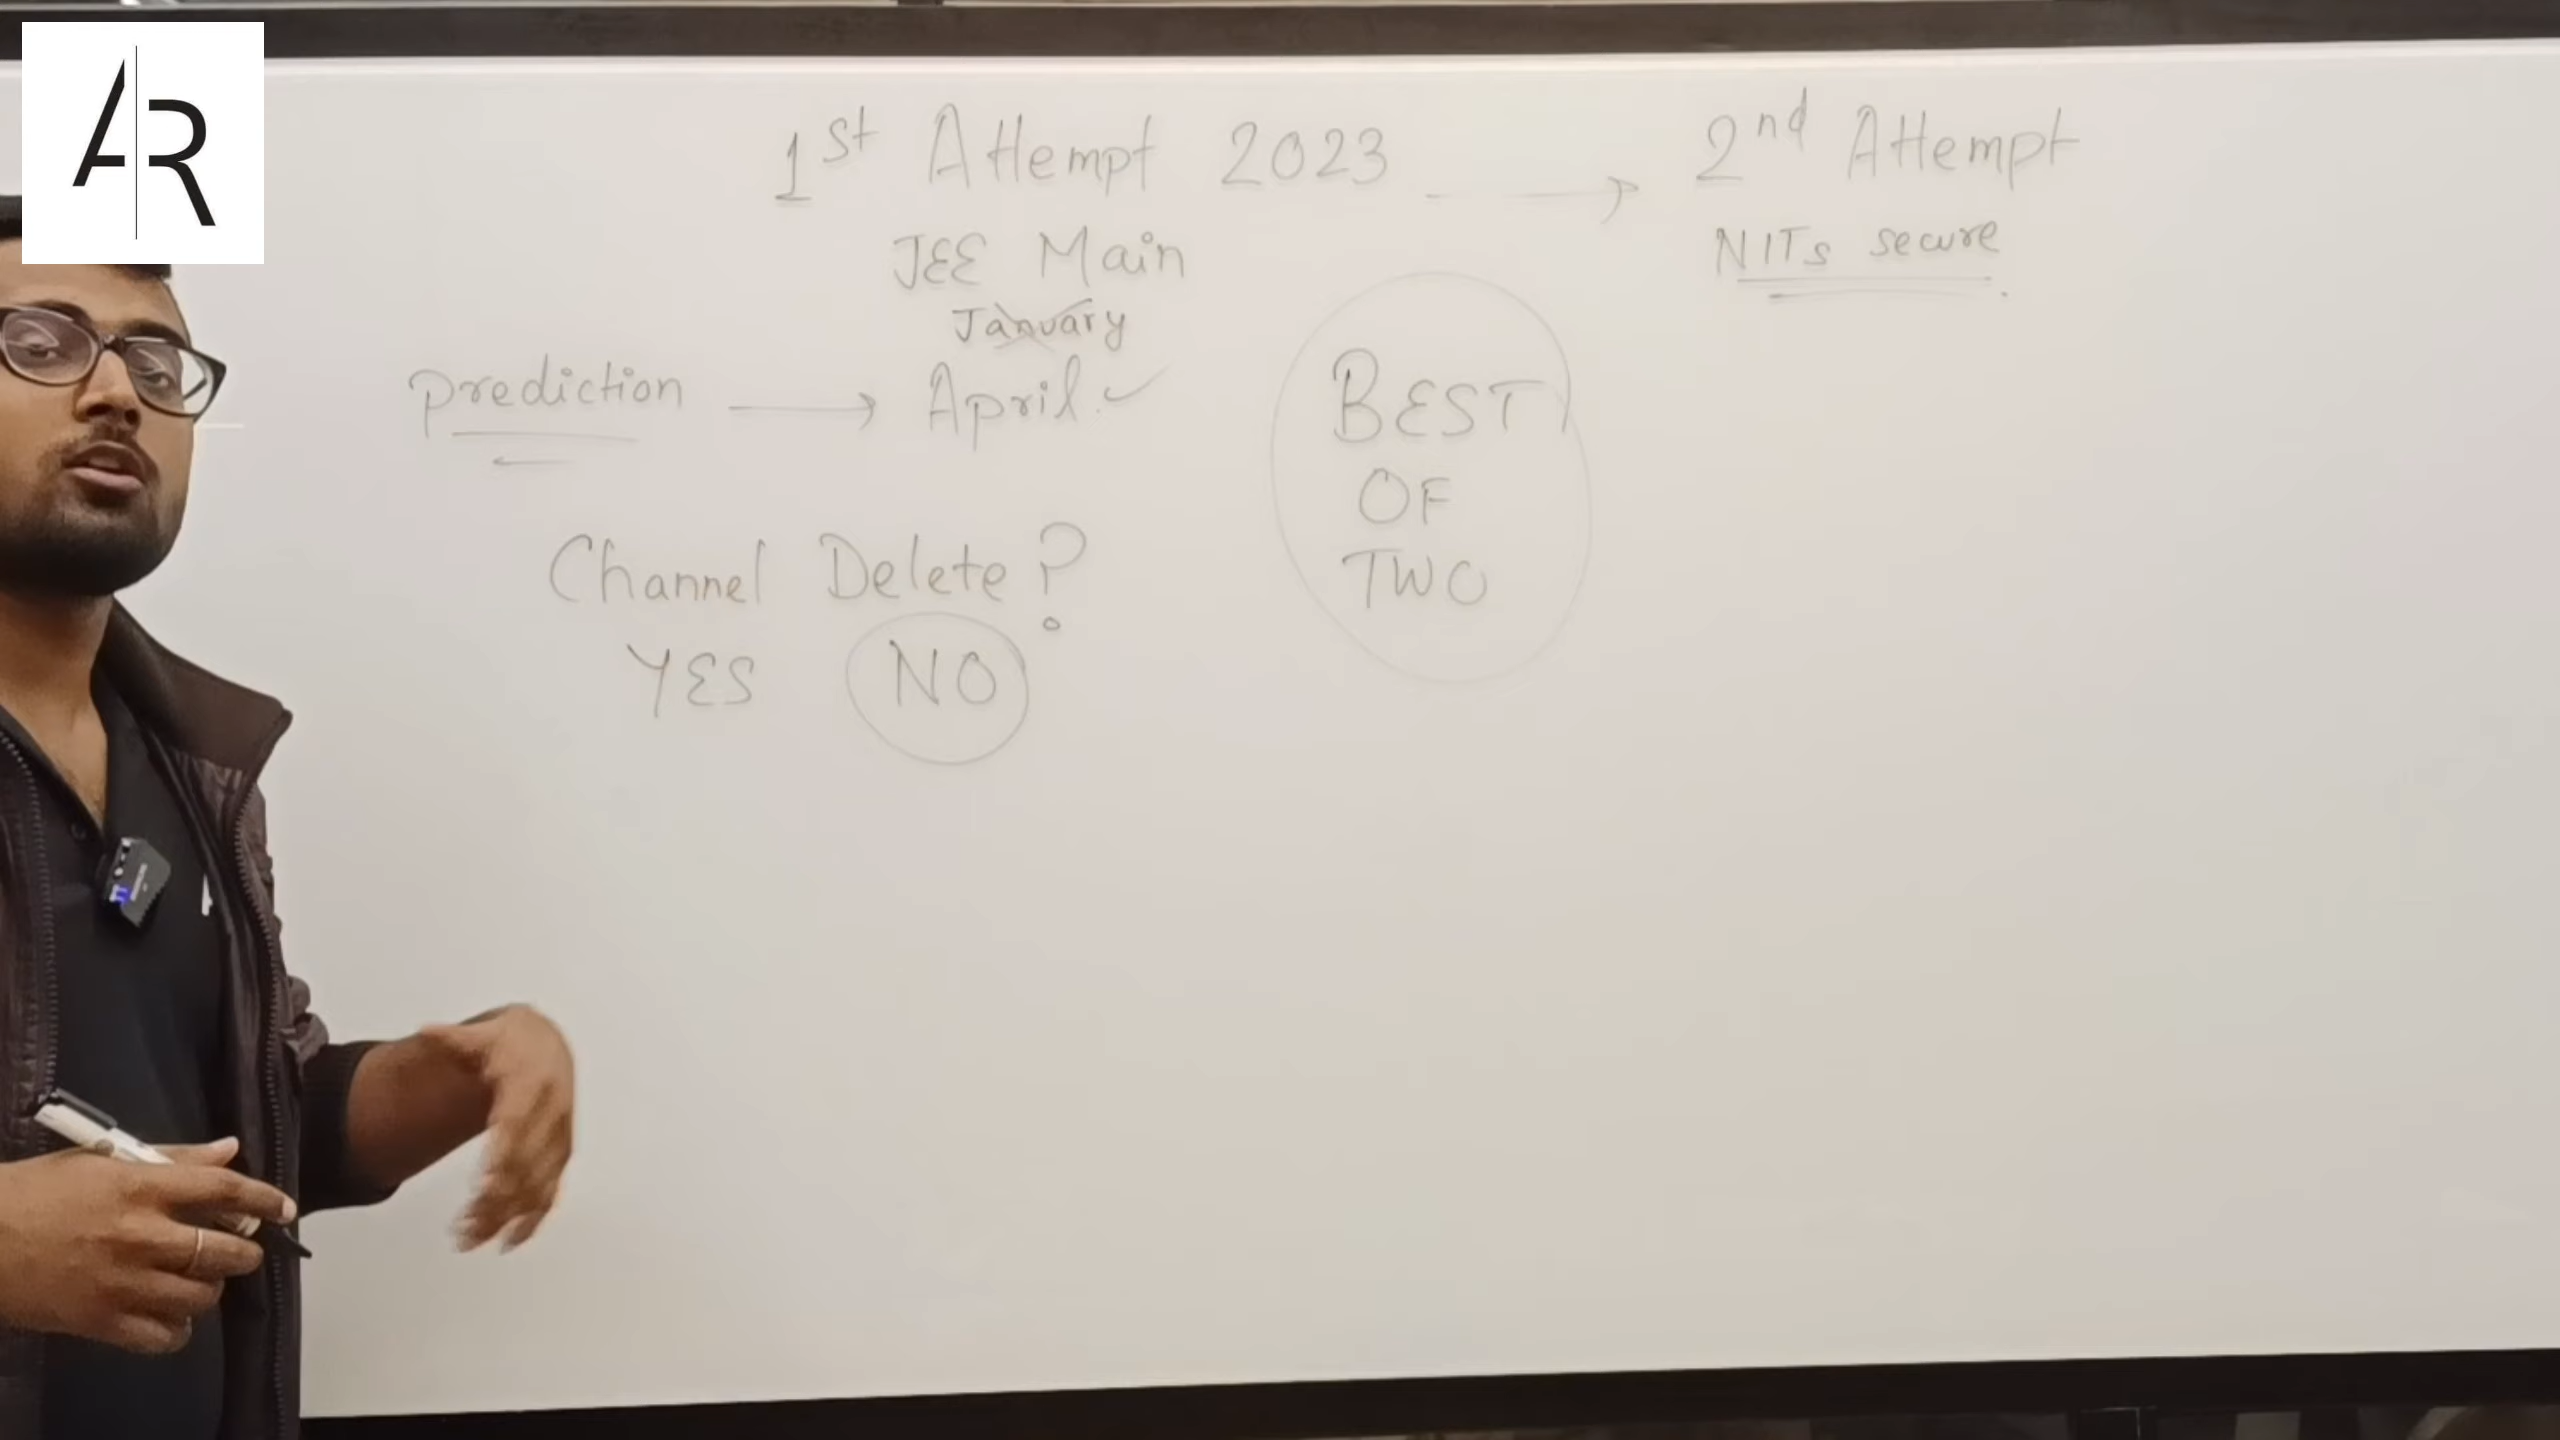 AR
1st Attempt 2023 → 2nd Attempt
JEE Main
NITs secure
January
prediction → April ✓
BEST
OF
TWO
Channel Delete?
YES NO